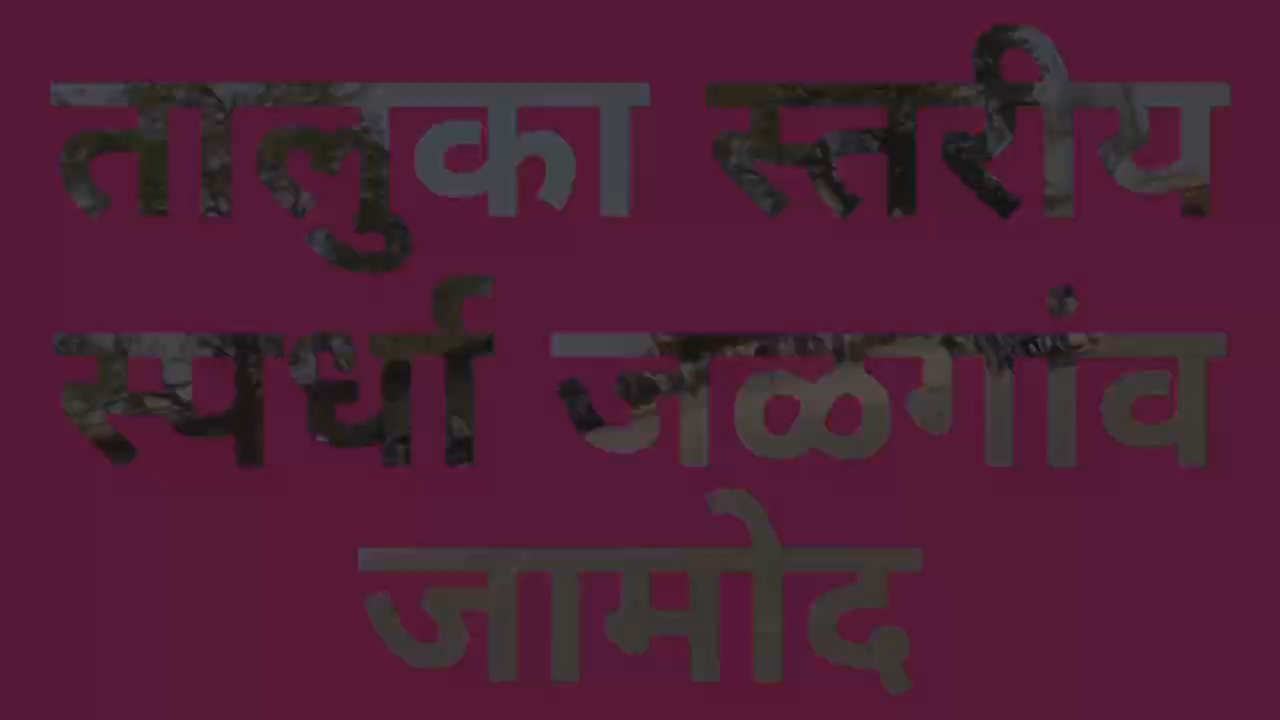 तालुका स्तरीय
स्पर्धा जळगांव
जामोद